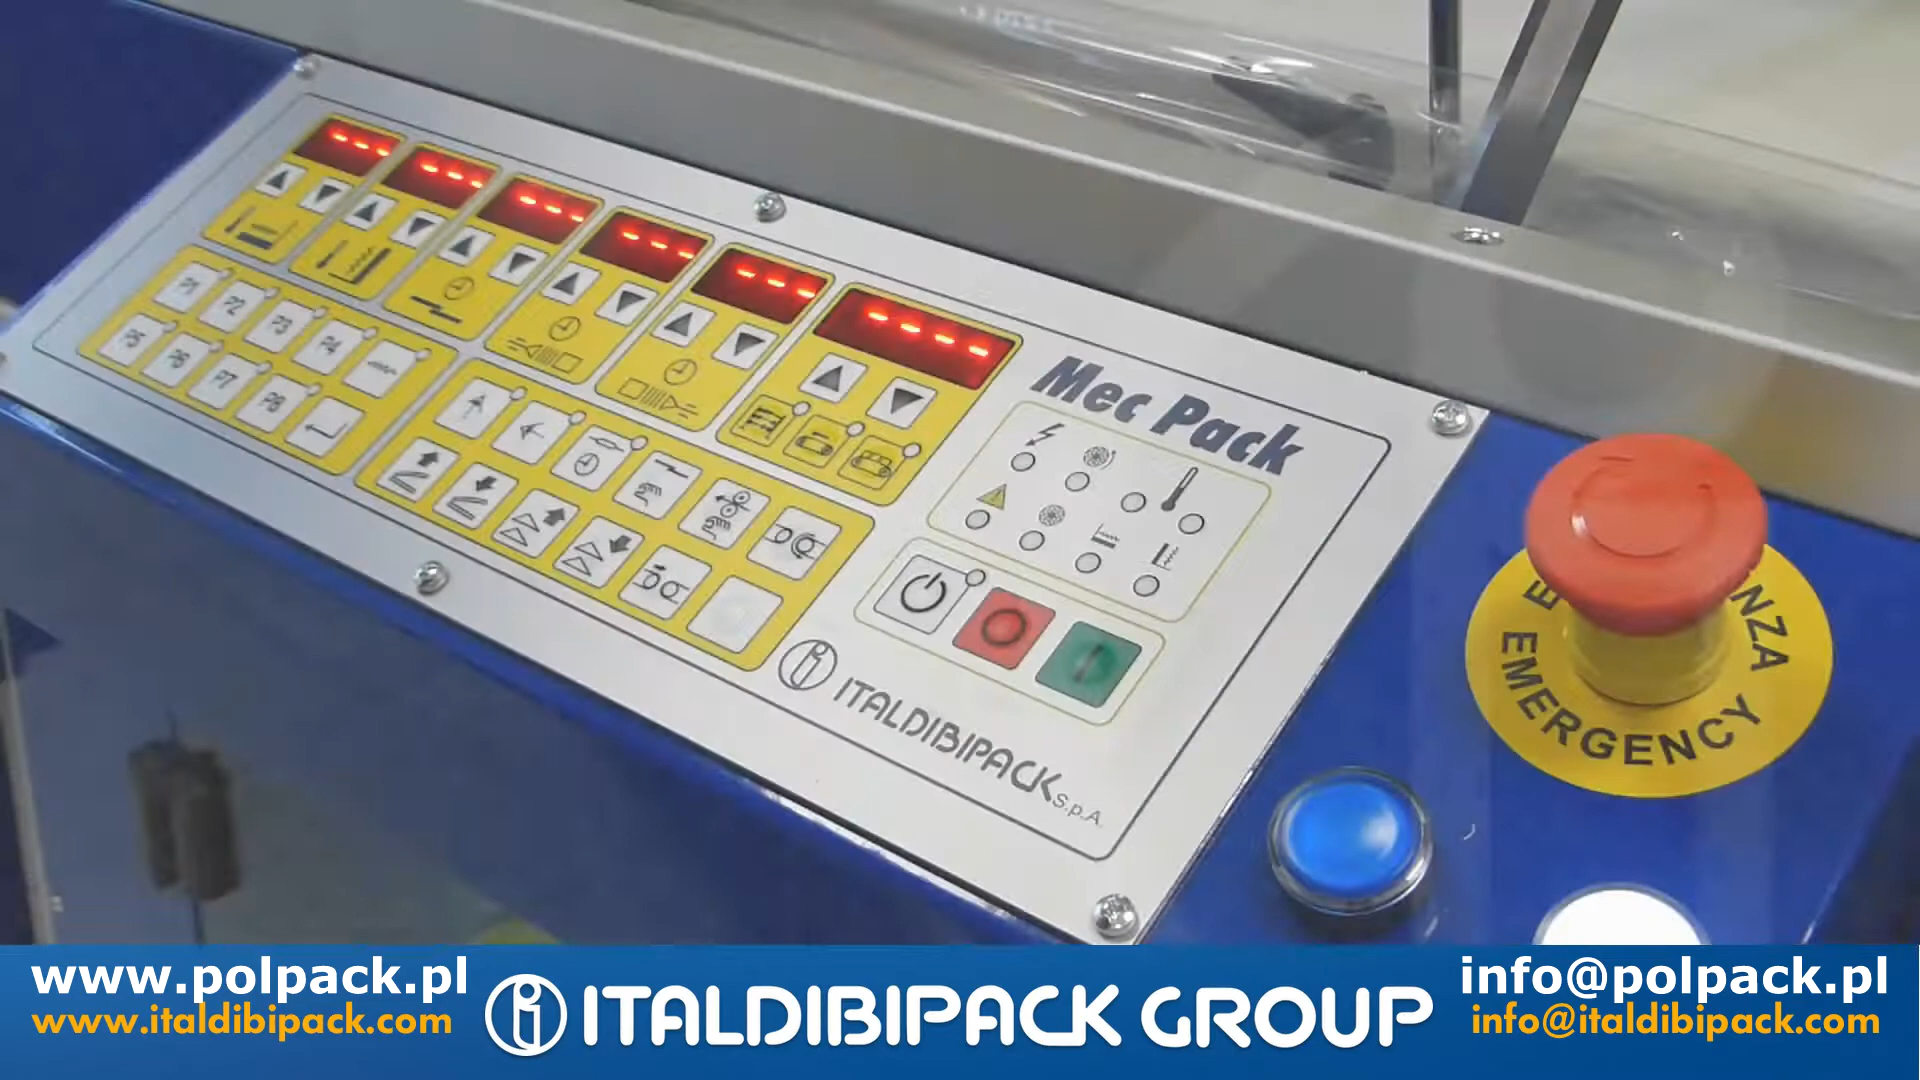 --- --- --- --- --- ----
P1 P2 P3 P4
P5 P6 P7 P8
Mec Pack
ITALDIBIPACK S.p.A.
E NZA
EMERGENCY
www.polpack.pl
www.italdibipack.com
ITALDIBIPACK GROUP
info@polpack.pl
info@italdibipack.com